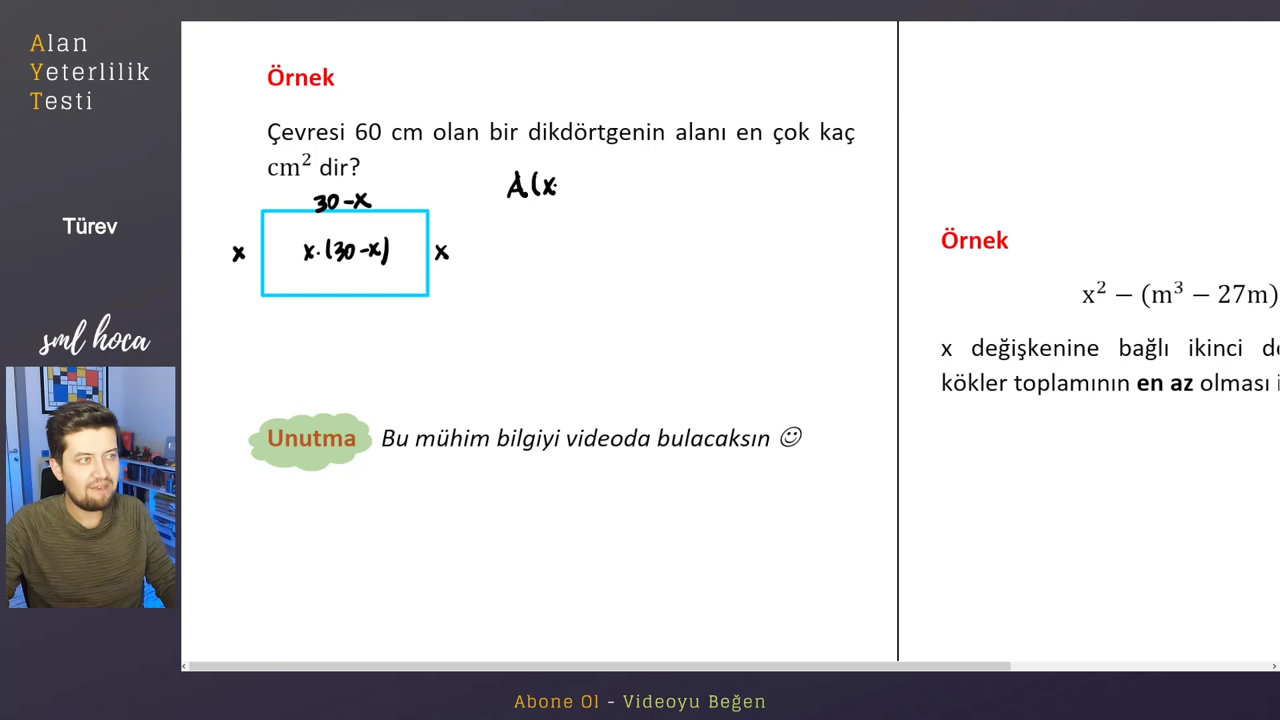 Alan
Yeterlilik
Testi
Türev
sml hoca
Örnek
Çevresi 60 cm olan bir dikdörtgenin alanı en çok kaç
cm² dir?
A(x
30-x
x
x·(30-x)
x
Unutma
Bu mühim bilgiyi videoda bulacaksın ☺
Örnek
x² − (m³ − 27m)
x değişkenine bağlı ikinci de
kökler toplamının en az olması i
Abone Ol - Videoyu Beğen